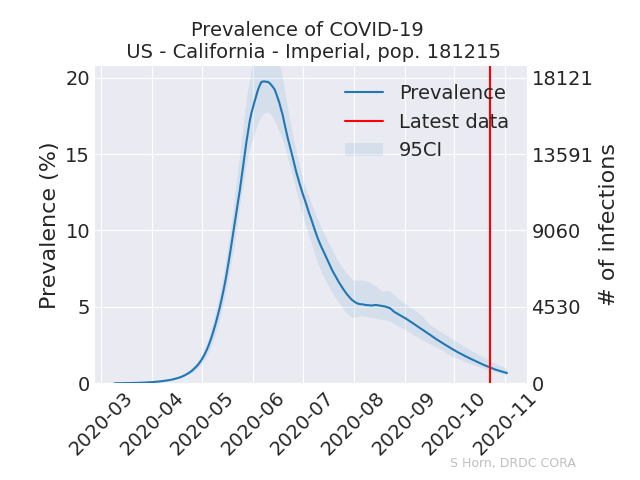 Prevalence of COVID-19
US - California - Imperial, pop. 181215
Prevalence
Latest data
95CI
Prevalence (%)
20
15
10
5
0
18121
13591
9060
4530
0
# of infections
2020-03
2020-04
2020-05
2020-06
2020-07
2020-08
2020-09
2020-10
2020-11
S Horn, DRDC CORA